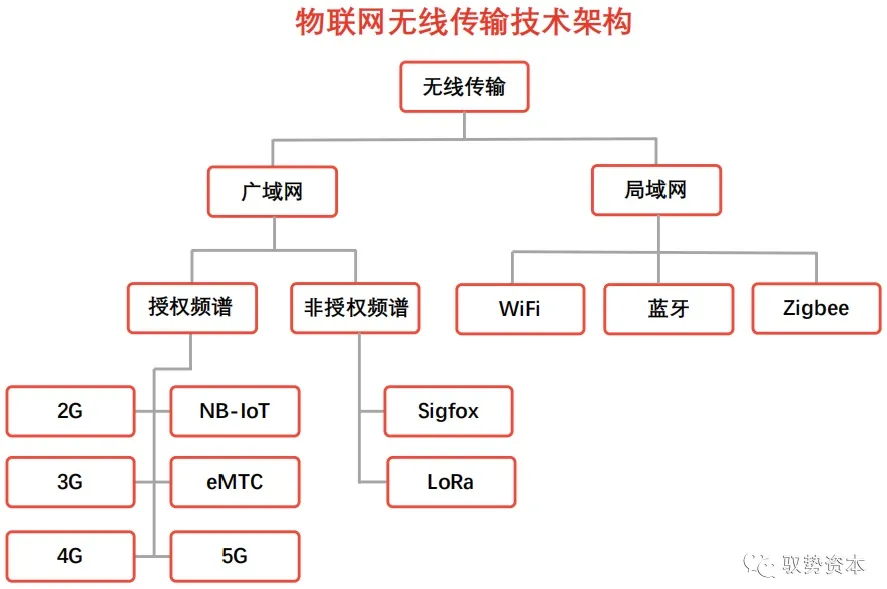 物联网无线传输技术架构
无线传输
广域网
局域网
授权频谱
非授权频谱
WiFi
蓝牙
Zigbee
2G
NB-IoT
Sigfox
3G
eMTC
LoRa
4G
5G
驭势资本